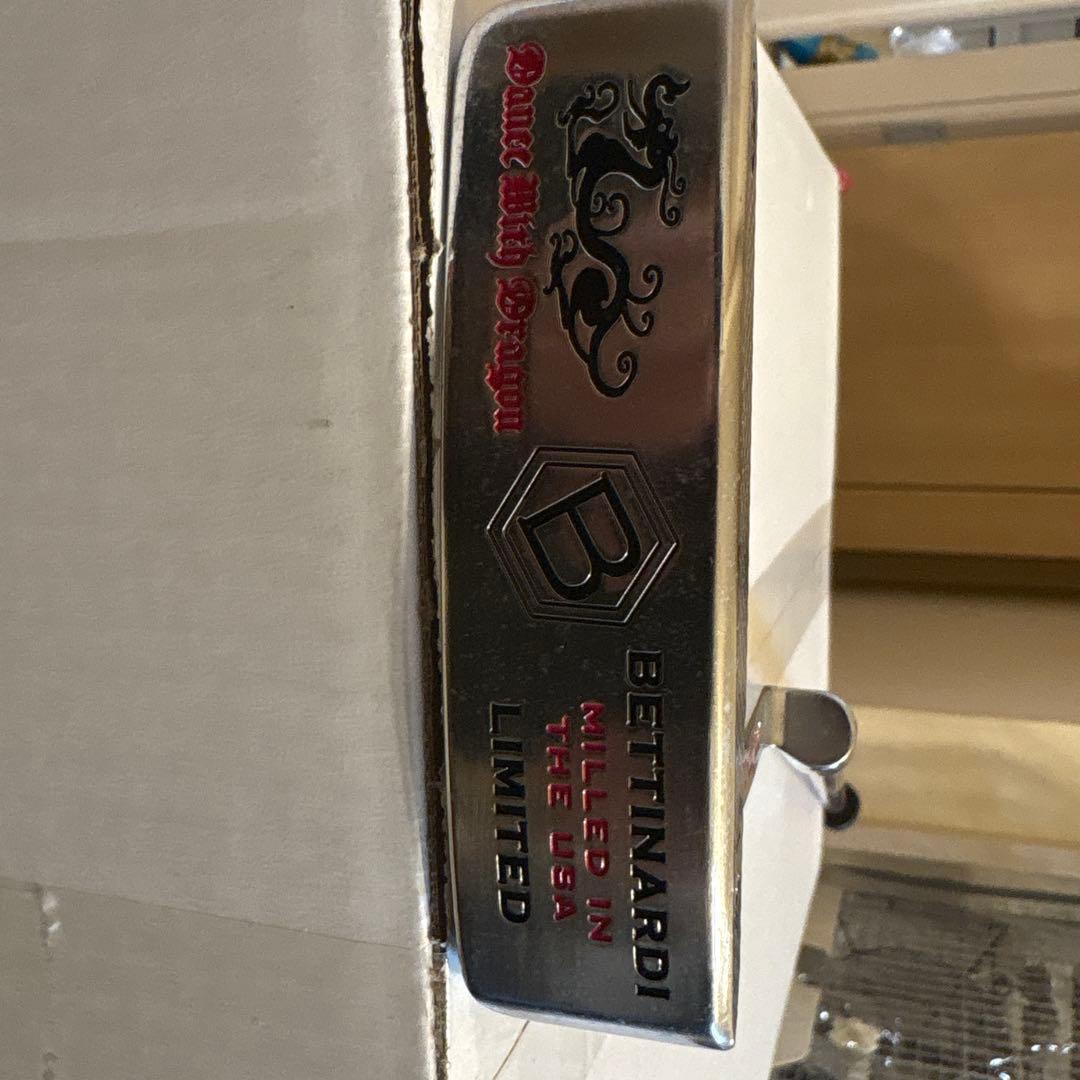 Dance With Dragon
B
BETTINARDI
MILLED IN
THE USA
LIMITED